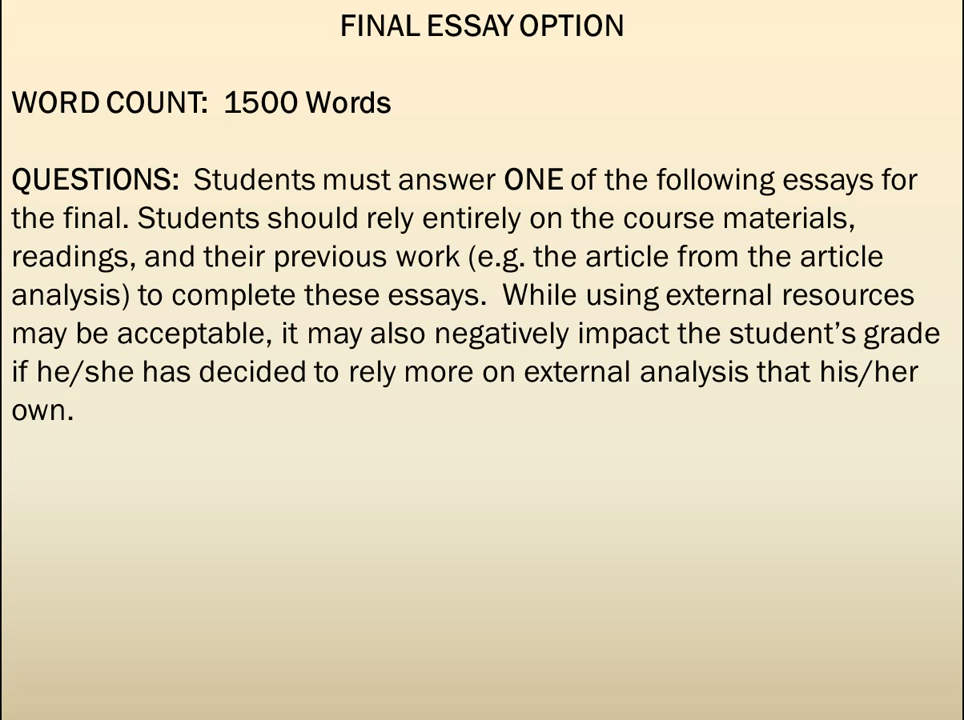 FINAL ESSAY OPTION
WORD COUNT: 1500 Words
QUESTIONS: Students must answer ONE of the following essays for
the final. Students should rely entirely on the course materials,
readings, and their previous work (e.g. the article from the article
analysis) to complete these essays. While using external resources
may be acceptable, it may also negatively impact the student’s grade
if he/she has decided to rely more on external analysis that his/her
own.